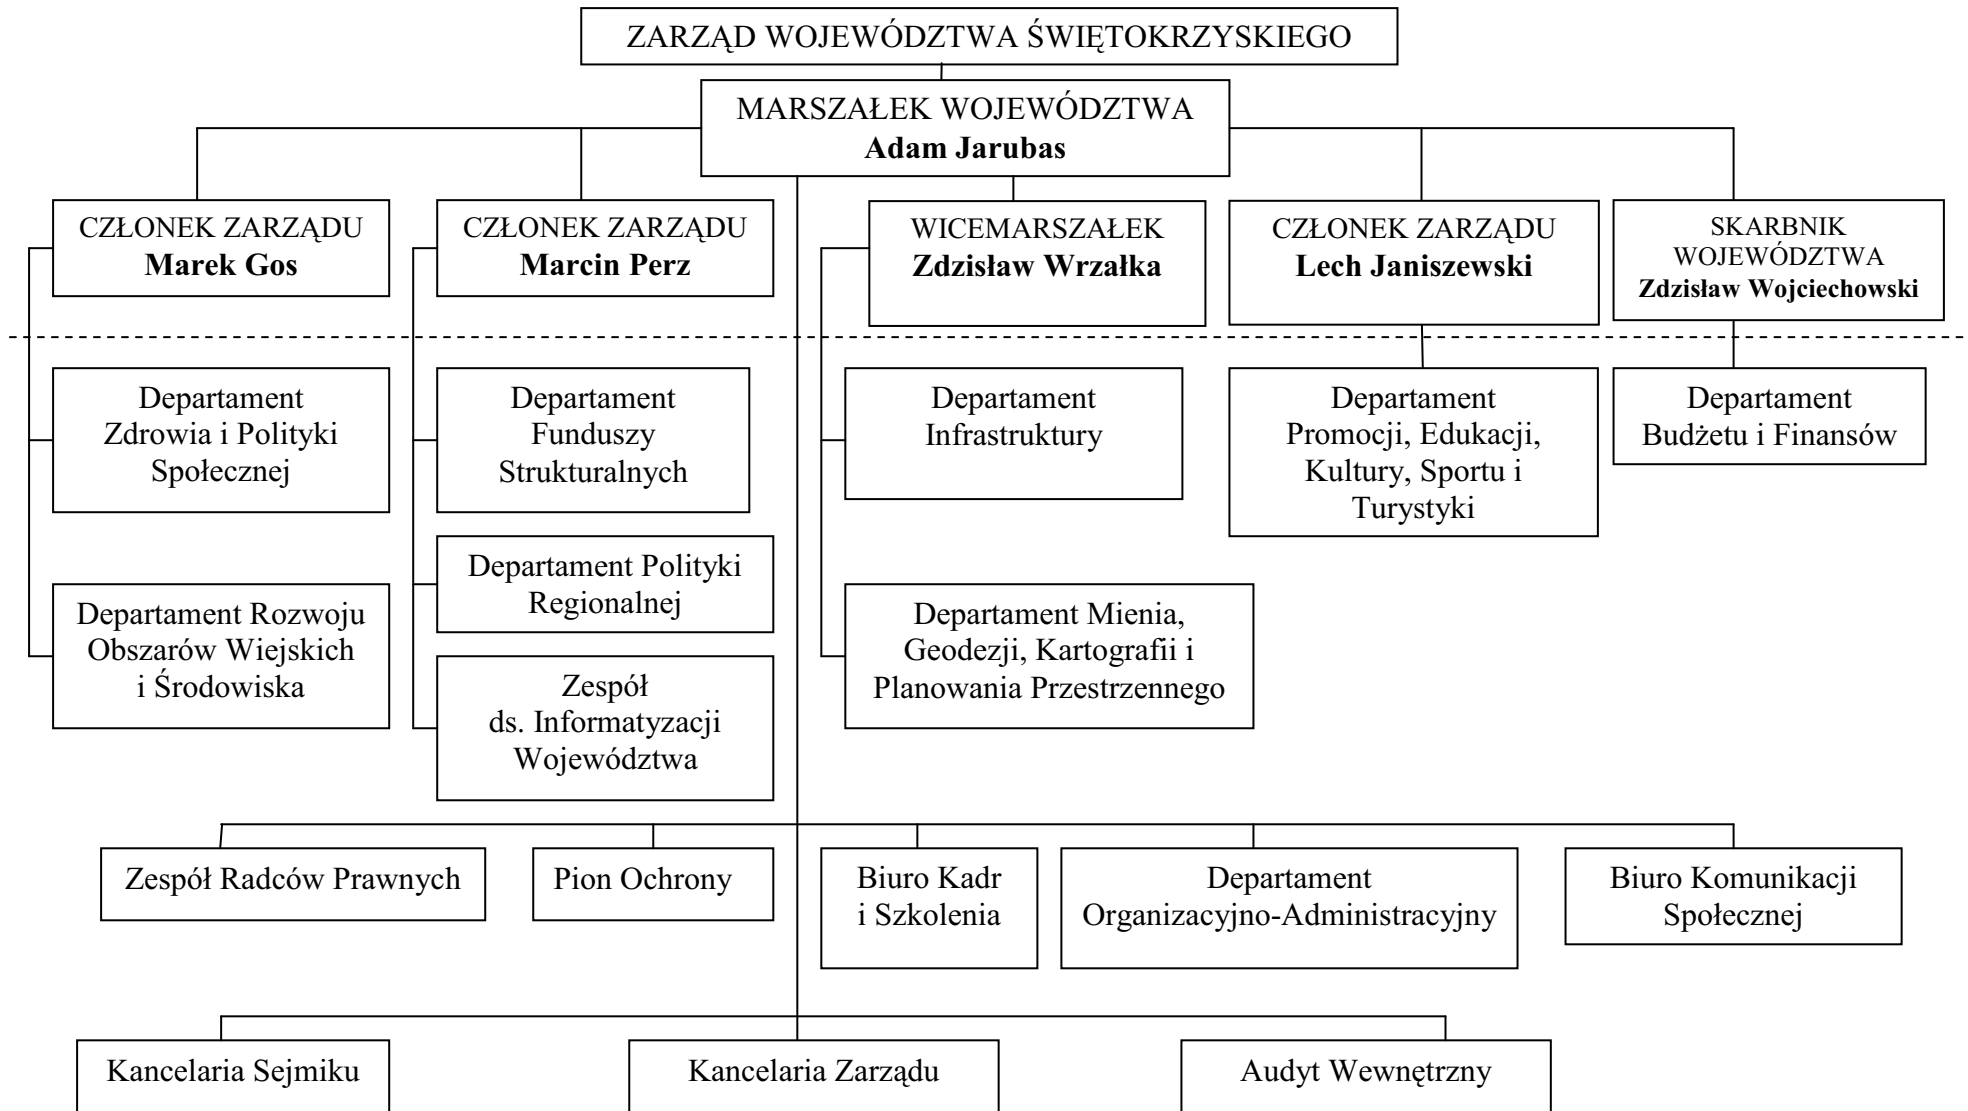 ZARZĄD WOJEWÓDZTWA ŚWIĘTOKRZYSKIEGO
MARSZAŁEK WOJEWÓDZTWA
Adam Jarubas
CZŁONEK ZARZĄDU
Marek Gos
CZŁONEK ZARZĄDU
Marcin Perz
WICEMARSZAŁEK
Zdzisław Wrzałka
CZŁONEK ZARZĄDU
Lech Janiszewski
SKARBNIK
WOJEWÓDZTWA
Zdzisław Wojciechowski
Departament
Zdrowia i Polityki
Społecznej
Departament
Funduszy
Strukturalnych
Departament
Infrastruktury
Departament
Promocji, Edukacji,
Kultury, Sportu i
Turystyki
Departament
Budżetu i Finansów
Departament Polityki
Regionalnej
Departament Rozwoju
Obszarów Wiejskich
i Środowiska
Zespół
ds. Informatyzacji
Województwa
Departament Mienia,
Geodezji, Kartografii i
Planowania Przestrzennego
Zespół Radców Prawnych
Pion Ochrony
Biuro Kadr
i Szkolenia
Departament
Organizacyjno-Administracyjny
Biuro Komunikacji
Społecznej
Kancelaria Sejmiku
Kancelaria Zarządu
Audyt Wewnętrzny